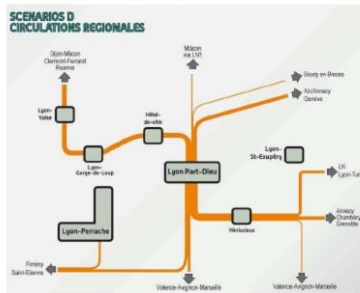 SCENARIOS D
CIRCULATIONS REGIONALES
Dijon-Mâcon
Clermont-Ferrand
Roanne
Mâcon
via LN1
Bourg-en-Bresse
Genève
Lyon-
Vaise
Hôtel-
de-ville
Lyon-
Gorge-de-Loup
Lyon Part-Dieu
Lyon-
St-Exupéry
Lyon-Perrache
Vénissieux
Annecy
Chambéry
Grenoble
Firminy
Saint-Etienne
Valence-Avignon-Marseille
Valence-Avignon-Marseille